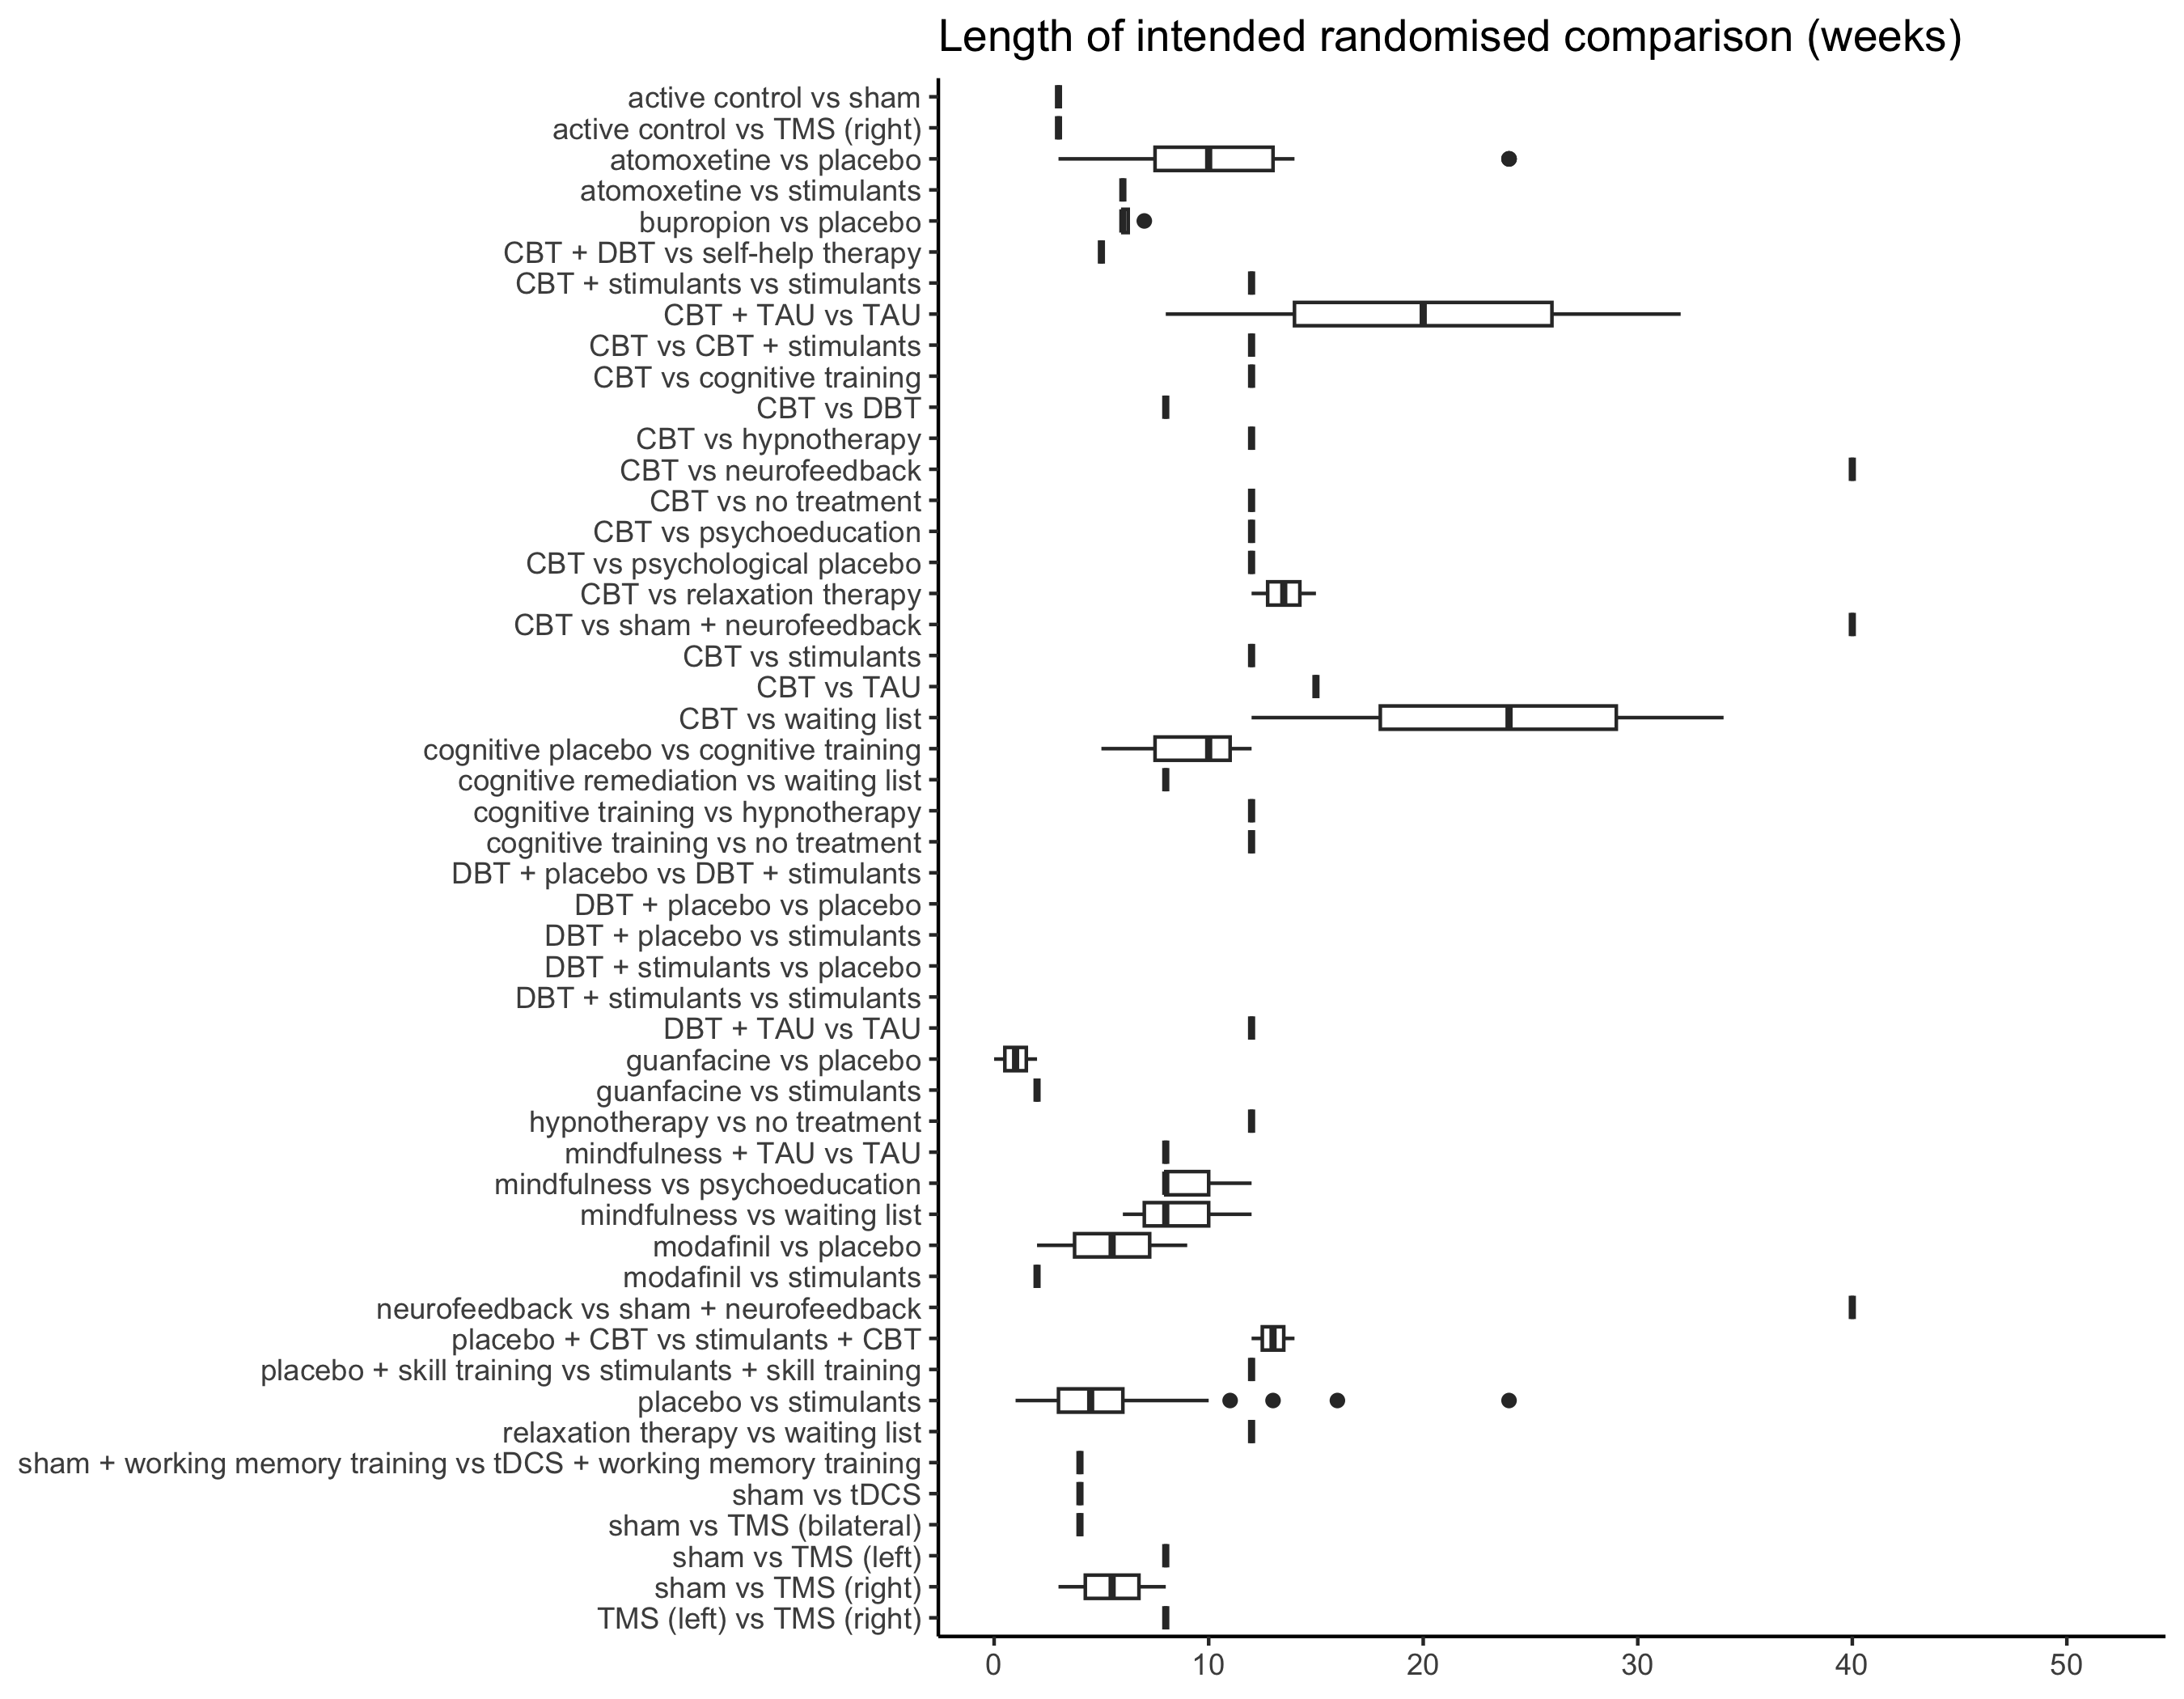 Length of intended randomised comparison (weeks)
active control vs sham
active control vs TMS (right)
atomoxetine vs placebo
atomoxetine vs stimulants
bupropion vs placebo
CBT + DBT vs self-help therapy
CBT + stimulants vs stimulants
CBT + TAU vs TAU
CBT vs CBT + stimulants
CBT vs cognitive training
CBT vs DBT
CBT vs hypnotherapy
CBT vs neurofeedback
CBT vs no treatment
CBT vs psychoeducation
CBT vs psychological placebo
CBT vs relaxation therapy
CBT vs sham + neurofeedback
CBT vs stimulants
CBT vs TAU
CBT vs waiting list
cognitive placebo vs cognitive training
cognitive remediation vs waiting list
cognitive training vs hypnotherapy
cognitive training vs no treatment
DBT + placebo vs DBT + stimulants
DBT + placebo vs placebo
DBT + placebo vs stimulants
DBT + stimulants vs placebo
DBT + stimulants vs stimulants
DBT + TAU vs TAU
guanfacine vs placebo
guanfacine vs stimulants
hypnotherapy vs no treatment
mindfulness + TAU vs TAU
mindfulness vs psychoeducation
mindfulness vs waiting list
modafinil vs placebo
modafinil vs stimulants
neurofeedback vs sham + neurofeedback
placebo + CBT vs stimulants + CBT
placebo + skill training vs stimulants + skill training
placebo vs stimulants
relaxation therapy vs waiting list
sham + working memory training vs tDCS + working memory training
sham vs tDCS
sham vs TMS (bilateral)
sham vs TMS (left)
sham vs TMS (right)
TMS (left) vs TMS (right)
0 10 20 30 40 50